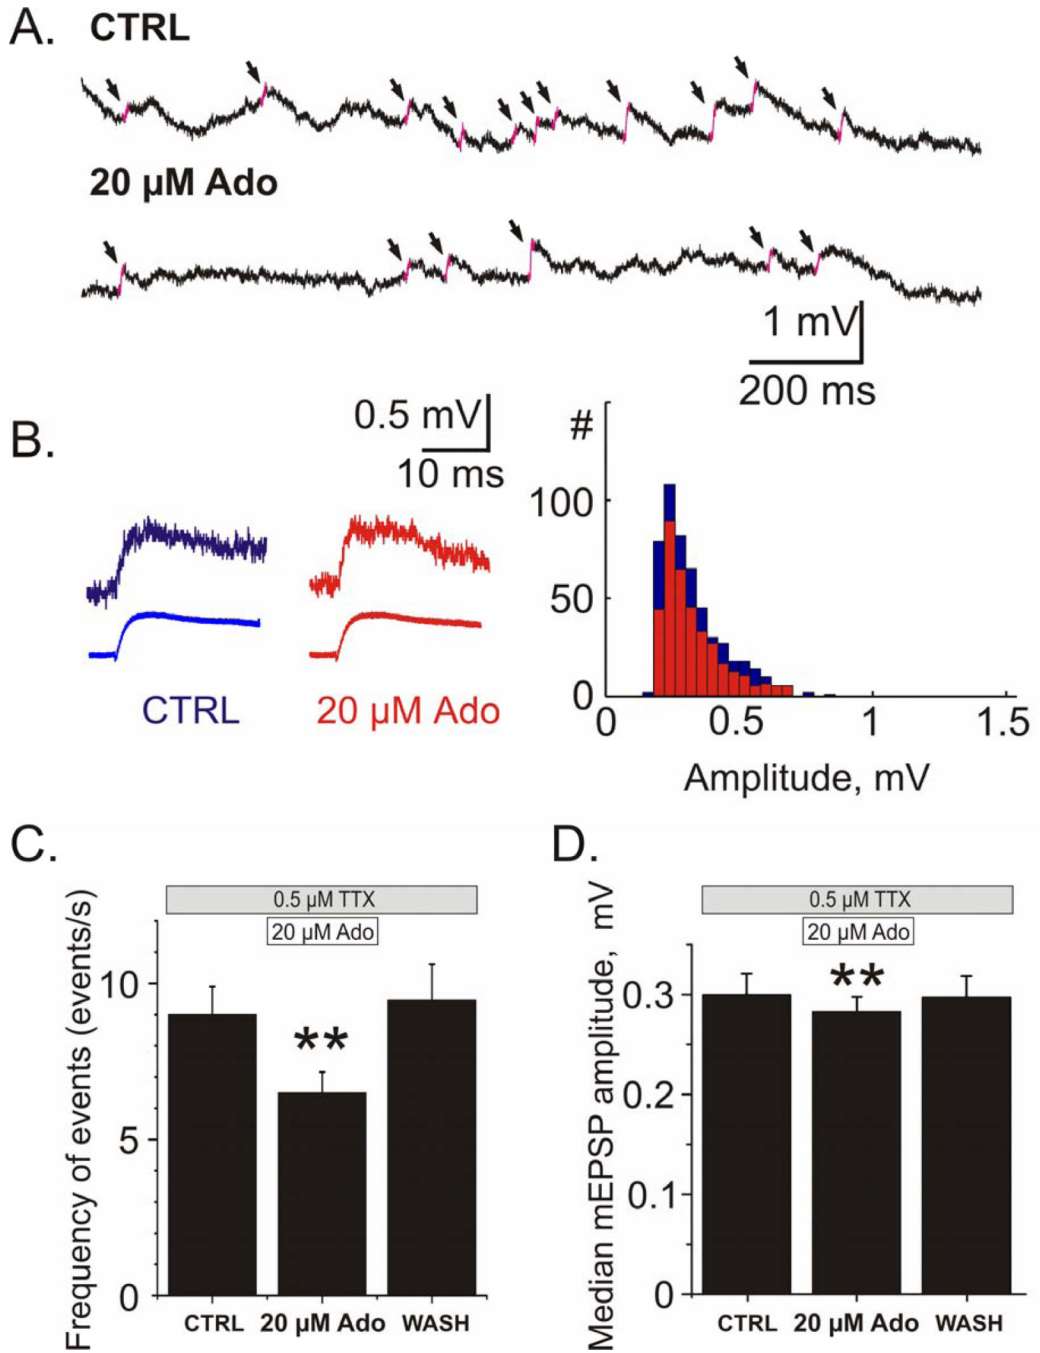 A. CTRL
20 µM Ado
1 mV
200 ms
B.
0.5 mV
10 ms
#
100
50
0
0 0.5 1 1.5
Amplitude, mV
CTRL 20 µM Ado
C.
0.5 µM TTX
20 µM Ado
Frequency of events (events/s)
10
5
0
**
CTRL 20 µM Ado WASH
D.
0.5 µM TTX
20 µM Ado
Median mEPSP amplitude, mV
0.3
0.2
0.1
0
**
CTRL 20 µM Ado WASH